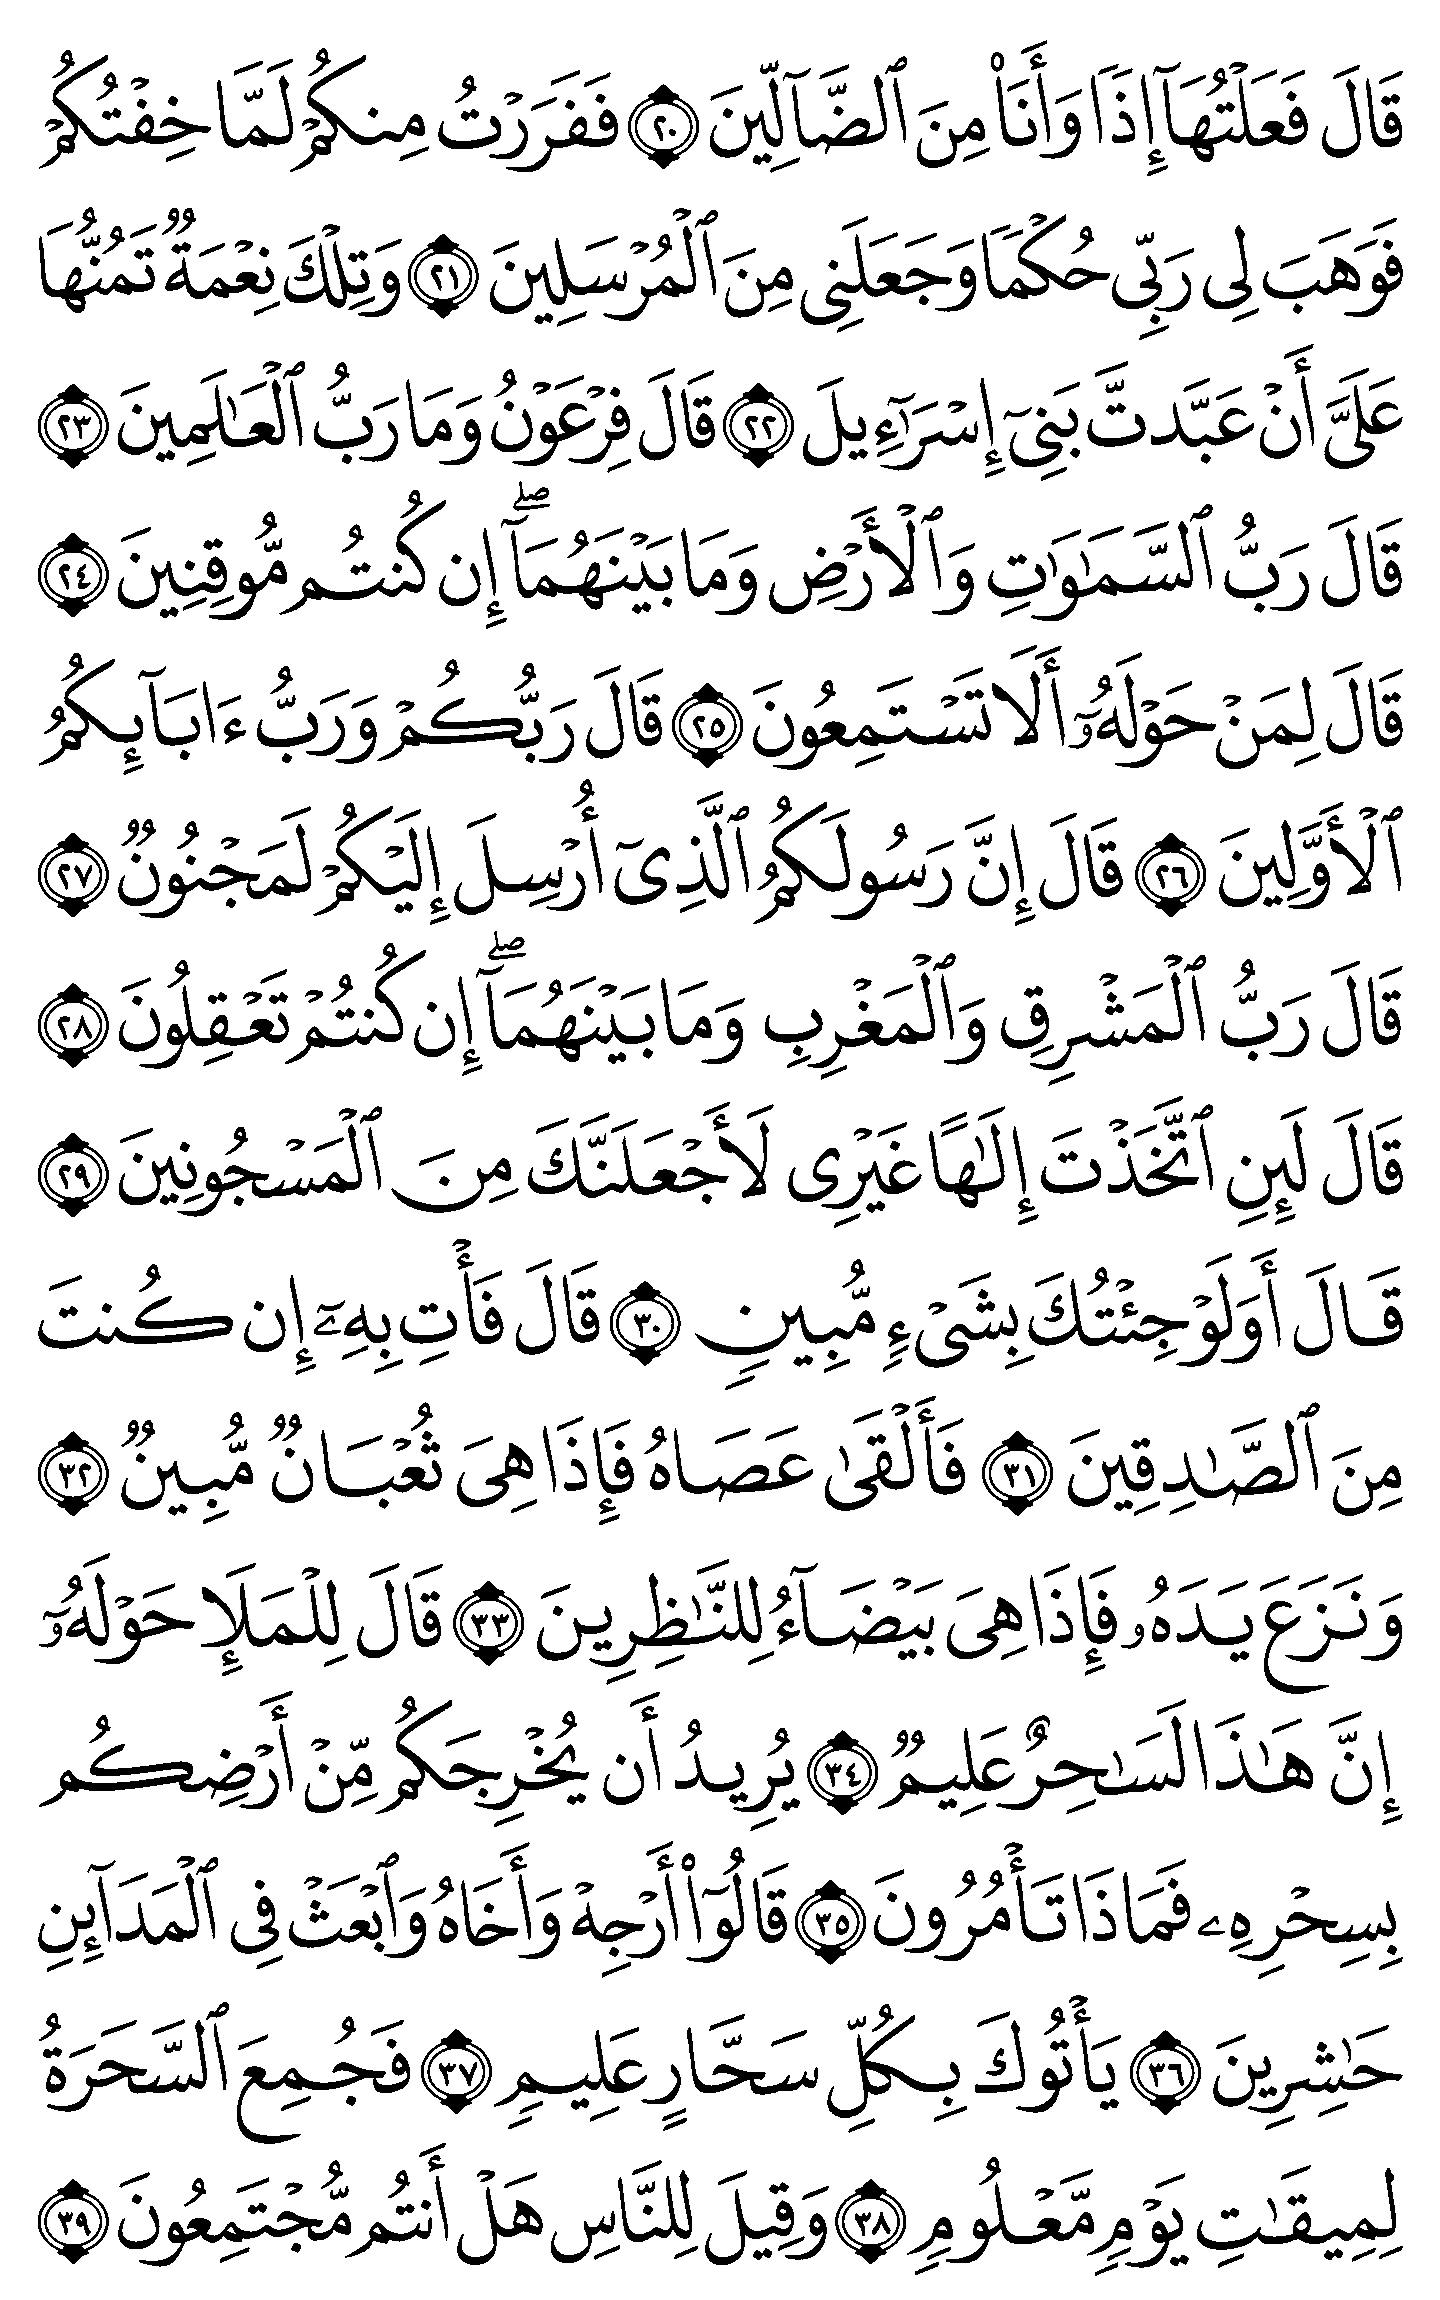 قَالَ فَعَلْتُهَآ إِذًا وَأَنَا۠ مِنَ ٱلضَّآلِّينَ ٢٠ فَفَرَرْتُ مِنكُمْ لَمَّا خِفْتُكُمْ
فَوَهَبَ لِى رَبِّى حُكْمًا وَجَعَلَنِى مِنَ ٱلْمُرْسَلِينَ ٢١ وَتِلْكَ نِعْمَةٌ تَمُنُّهَا
عَلَىَّ أَنْ عَبَّدتَّ بَنِىٓ إِسْرَٰٓءِيلَ ٢٢ قَالَ فِرْعَوْنُ وَمَا رَبُّ ٱلْعَٰلَمِينَ ٢٣
قَالَ رَبُّ ٱلسَّمَٰوَٰتِ وَٱلْأَرْضِ وَمَا بَيْنَهُمَآ ۖ إِن كُنتُم مُّوقِنِينَ ٢٤
قَالَ لِمَنْ حَوْلَهُۥٓ أَلَا تَسْتَمِعُونَ ٢٥ قَالَ رَبُّكُمْ وَرَبُّ ءَابَآئِكُمُ
ٱلْأَوَّلِينَ ٢٦ قَالَ إِنَّ رَسُولَكُمُ ٱلَّذِىٓ أُرْسِلَ إِلَيْكُمْ لَمَجْنُونٌ ٢٧
قَالَ رَبُّ ٱلْمَشْرِقِ وَٱلْمَغْرِبِ وَمَا بَيْنَهُمَآ ۖ إِن كُنتُمْ تَعْقِلُونَ ٢٨
قَالَ لَئِنِ ٱتَّخَذْتَ إِلَٰهًا غَيْرِى لَأَجْعَلَنَّكَ مِنَ ٱلْمَسْجُونِينَ ٢٩
قَالَ أَوَلَوْ جِئْتُكَ بِشَىْءٍ مُّبِينٍ ٣٠ قَالَ فَأْتِ بِهِۦٓ إِن كُنتَ
مِنَ ٱلصَّٰدِقِينَ ٣١ فَأَلْقَىٰ عَصَاهُ فَإِذَا هِىَ ثُعْبَانٌ مُّبِينٌ ٣٢
وَنَزَعَ يَدَهُۥ فَإِذَا هِىَ بَيْضَآءُ لِلنَّٰظِرِينَ ٣٣ قَالَ لِلْمَلَإِ حَوْلَهُۥٓ
إِنَّ هَٰذَا لَسَٰحِرٌ عَلِيمٌ ٣٤ يُرِيدُ أَن يُخْرِجَكُم مِّنْ أَرْضِكُم
بِسِحْرِهِۦ فَمَاذَا تَأْمُرُونَ ٣٥ قَالُوٓا۟ أَرْجِهْ وَأَخَاهُ وَٱبْعَثْ فِى ٱلْمَدَآئِنِ
حَٰشِرِينَ ٣٦ يَأْتُوكَ بِكُلِّ سَحَّارٍ عَلِيمٍ ٣٧ فَجُمِعَ ٱلسَّحَرَةُ
لِمِيقَٰتِ يَوْمٍ مَّعْلُومٍ ٣٨ وَقِيلَ لِلنَّاسِ هَلْ أَنتُم مُّجْتَمِعُونَ ٣٩